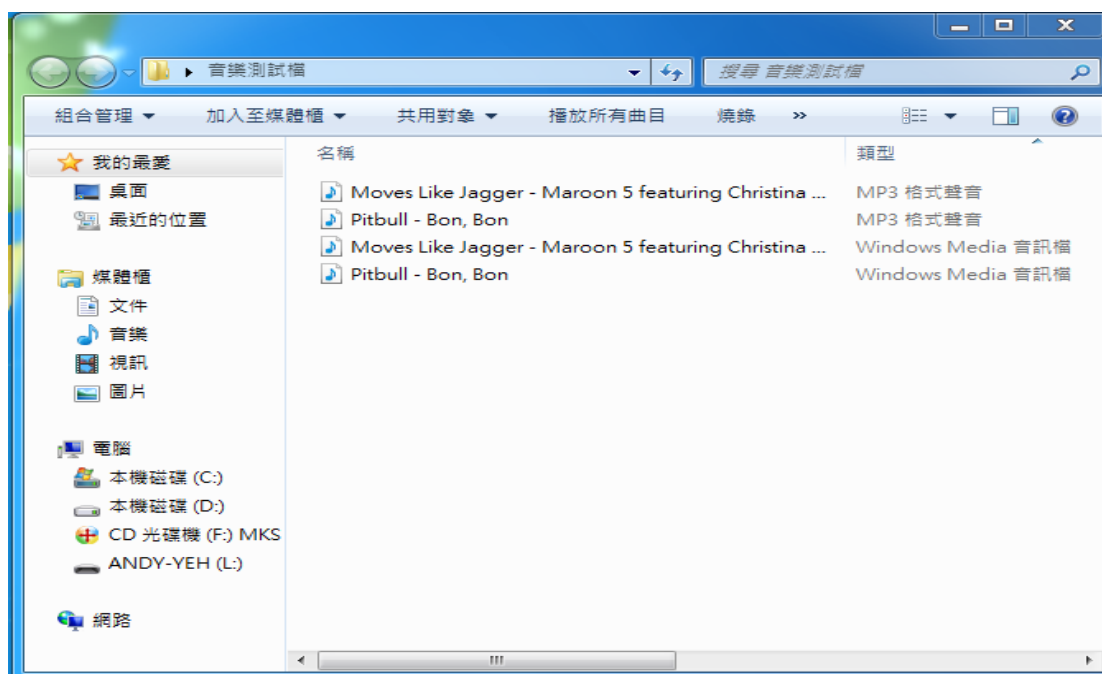 音樂測試檔
搜尋 音樂測試檔
組合管理 加入至媒體櫃 共用對象 播放所有曲目 燒錄 »
我的最愛
桌面
最近的位置
媒體櫃
文件
音樂
視訊
圖片
電腦
本機磁碟 (C:)
本機磁碟 (D:)
CD 光碟機 (F:) MKS
ANDY-YEH (L:)
網路
名稱 類型
Moves Like Jagger - Maroon 5 featuring Christina ... MP3 格式聲音
Pitbull - Bon, Bon MP3 格式聲音
Moves Like Jagger - Maroon 5 featuring Christina ... Windows Media 音訊檔
Pitbull - Bon, Bon Windows Media 音訊檔